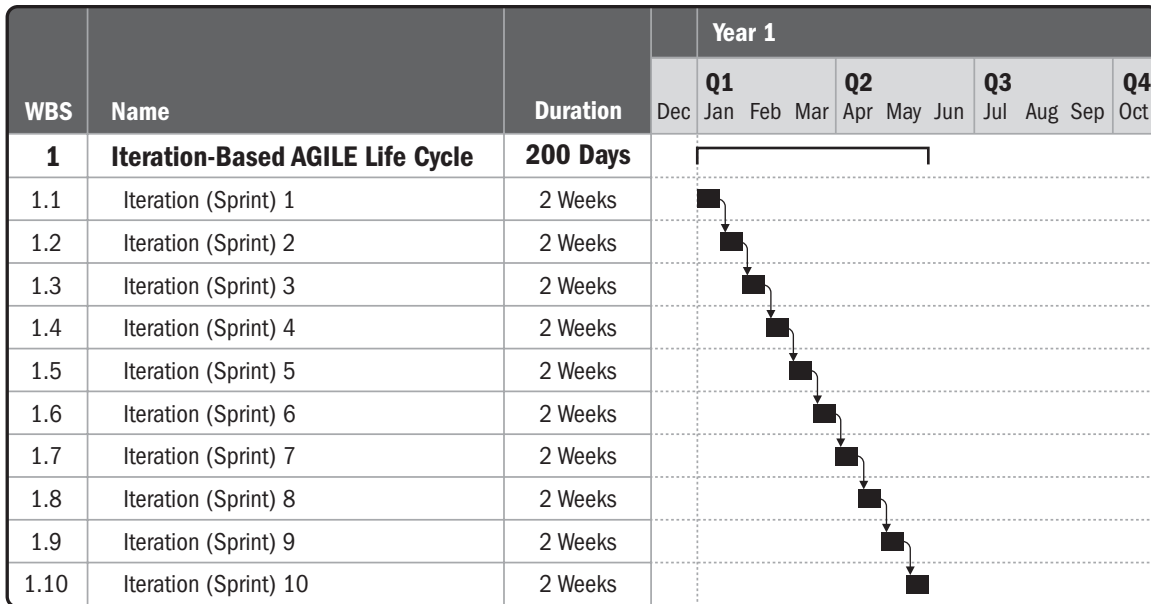 Year 1
Q1 Q2 Q3 Q4
WBS Name Duration Dec Jan Feb Mar Apr May Jun Jul Aug Sep Oct
1 Iteration-Based AGILE Life Cycle 200 Days
1.1 Iteration (Sprint) 1 2 Weeks
1.2 Iteration (Sprint) 2 2 Weeks
1.3 Iteration (Sprint) 3 2 Weeks
1.4 Iteration (Sprint) 4 2 Weeks
1.5 Iteration (Sprint) 5 2 Weeks
1.6 Iteration (Sprint) 6 2 Weeks
1.7 Iteration (Sprint) 7 2 Weeks
1.8 Iteration (Sprint) 8 2 Weeks
1.9 Iteration (Sprint) 9 2 Weeks
1.10 Iteration (Sprint) 10 2 Weeks